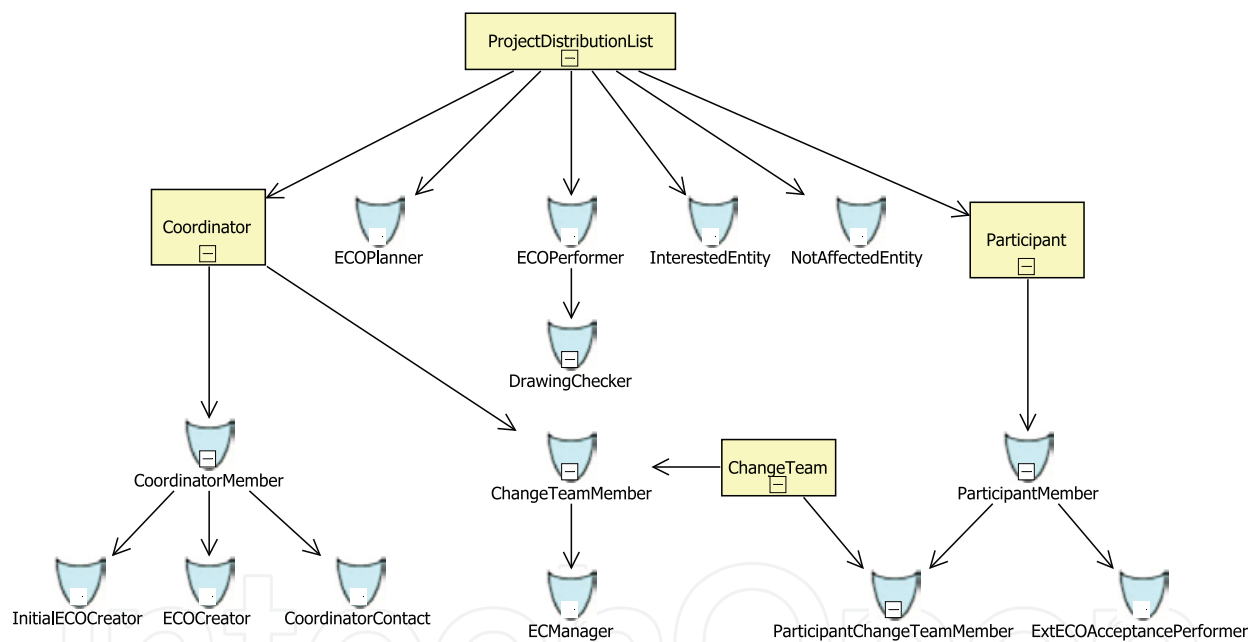 ProjectDistributionList
Coordinator
ECOPlanner
ECOPerformer
InterestedEntity
NotAffectedEntity
Participant
DrawingChecker
CoordinatorMember
ChangeTeamMember
ChangeTeam
ParticipantMember
InitialECOCreator
ECOCreator
CoordinatorContact
ECManager
ParticipantChangeTeamMember
ExtECOAcceptancePerformer